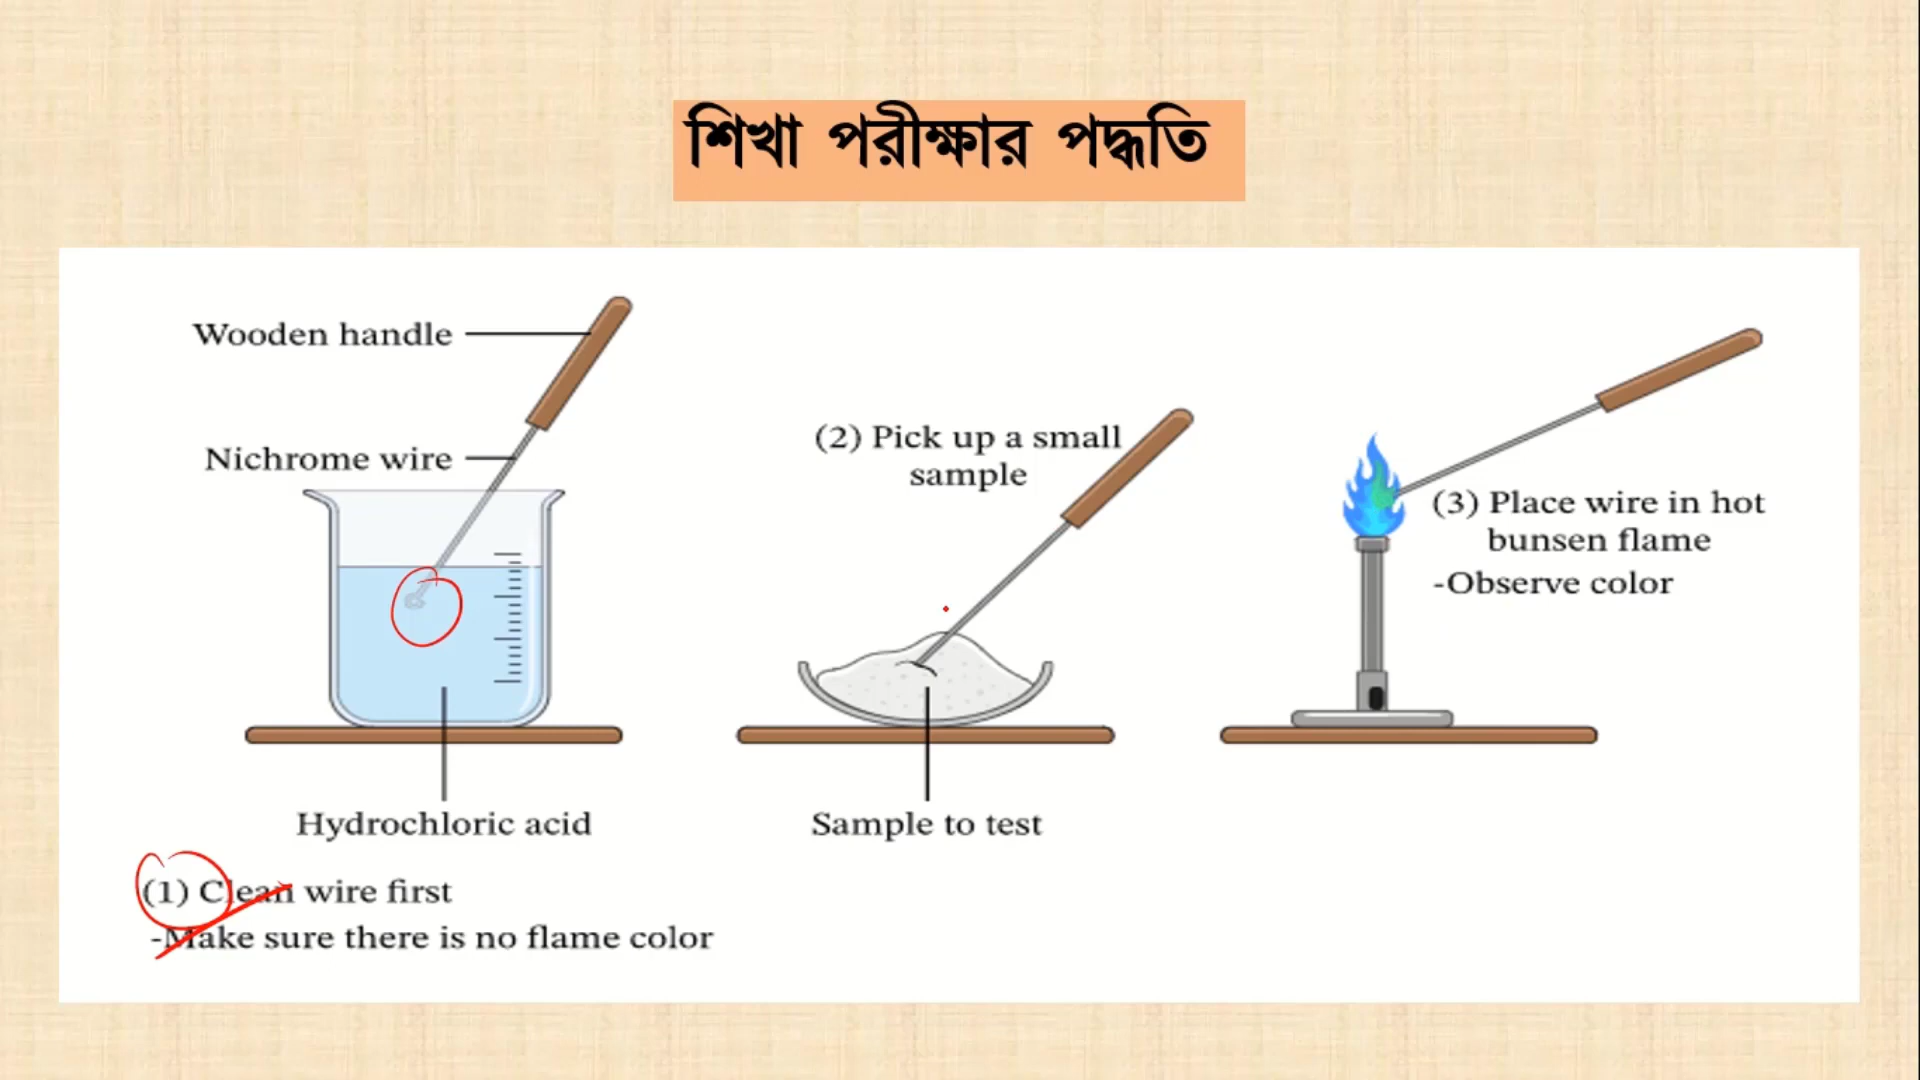 শিখা পরীক্ষার পদ্ধতি
Wooden handle
Nichrome wire
Hydrochloric acid
(1) Clean wire first
-Make sure there is no flame color
(2) Pick up a small
sample
Sample to test
(3) Place wire in hot
bunsen flame
-Observe color